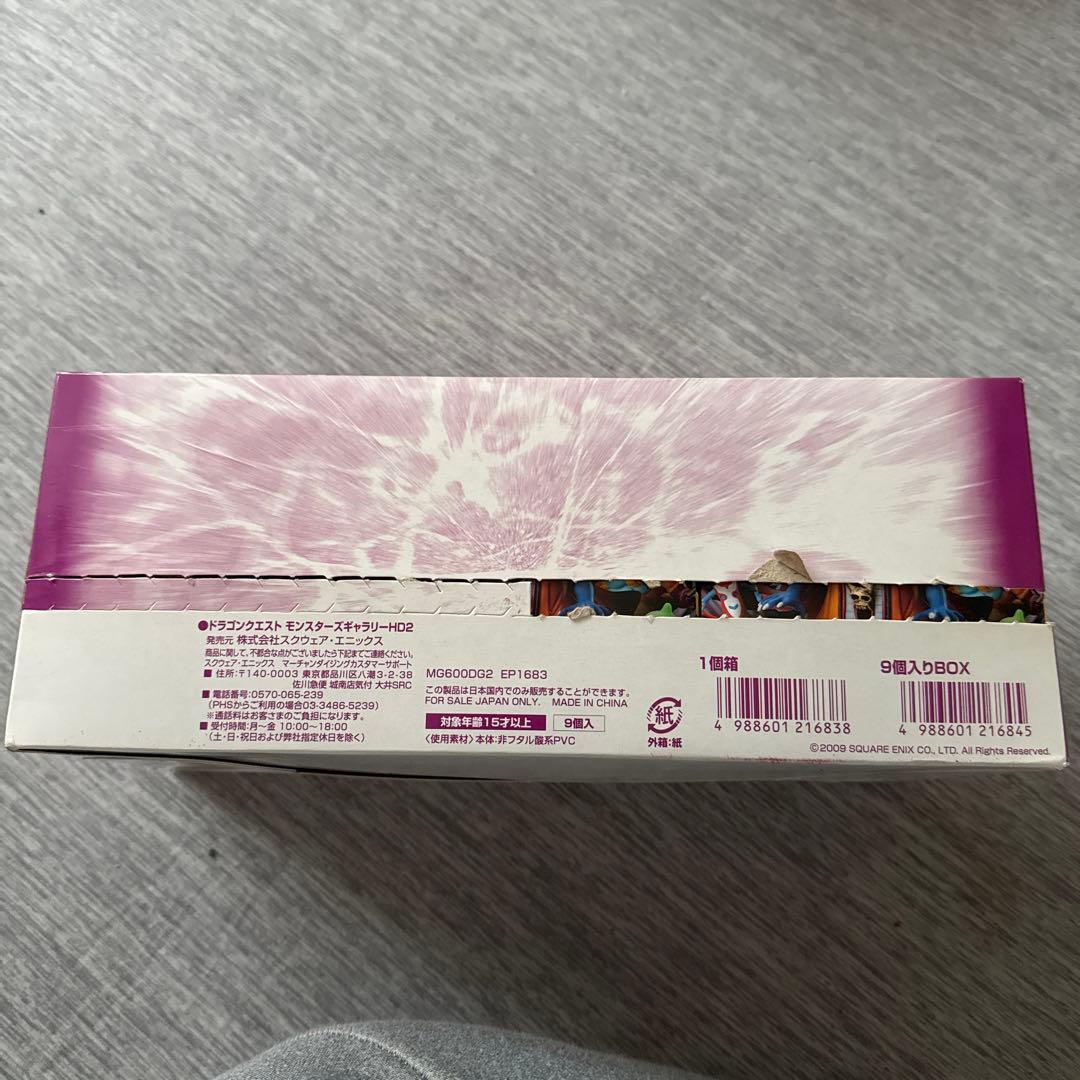 ●ドラゴンクエスト モンスターズギャラリーHD2
発売元 株式会社スクウェア・エニックス
商品に関して、不都合な点がございましたら下記までご連絡ください。
スクウェア・エニックス マーチャンダイジングカスタマーサポート
■ 住所:〒140-0003 東京都品川区八潮3-2-38
佐川急便 城南店気付 大井SRC
■ 電話番号:0570-065-239
(PHSからご利用の場合03-3486-5239)
※通話料はお客さまのご負担になります。
■ 受付時間:月〜金 10:00〜18:00
(土・日・祝日および弊社指定休日を除く)
MG600DG2 EP1683
この製品は日本国内でのみ販売することができます。
FOR SALE JAPAN ONLY. MADE IN CHINA
対象年齢15才以上 9個入
〈使用素材〉本体:非フタル酸系PVC
紙
外箱:紙
1個箱
4 988601 216838
9個入りBOX
4 988601 216845
©2009 SQUARE ENIX CO., LTD. All Rights Reserved.